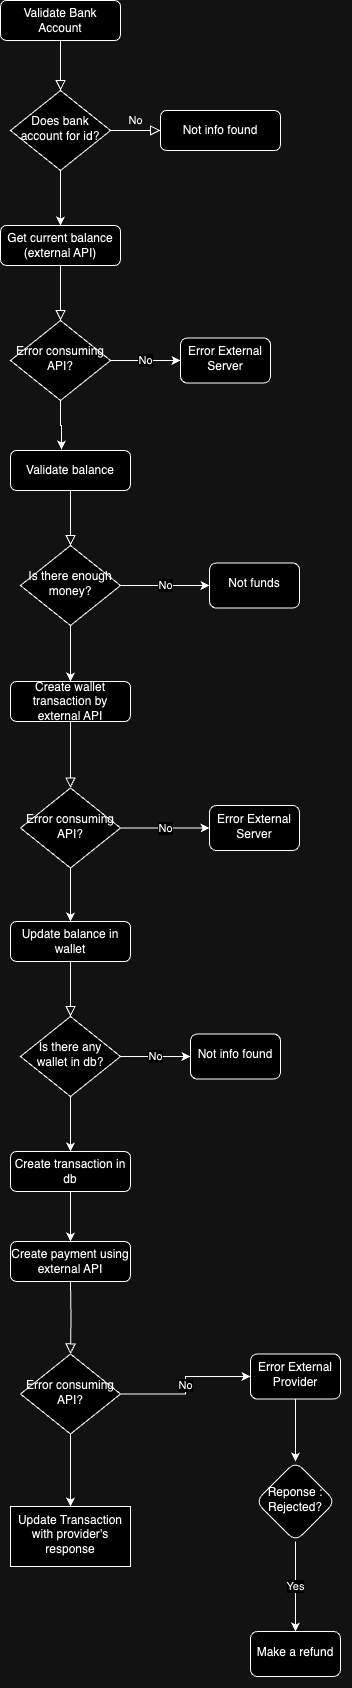 Validate Bank
Account
Does bank
account for id?
No
Not info found
Get current balance
(external API)
Error consuming
API?
No
Error External
Server
Validate balance
Is there enough
money?
No
Not funds
Create wallet
transaction by
external API
Error consuming
API?
No
Error External
Server
Update balance in
wallet
Is there any
wallet in db?
No
Not info found
Create transaction in
db
Create payment using
external API
Error consuming
API?
No
Error External
Provider
Reponse :
Rejected?
Update Transaction
with provider's
response
Yes
Make a refund